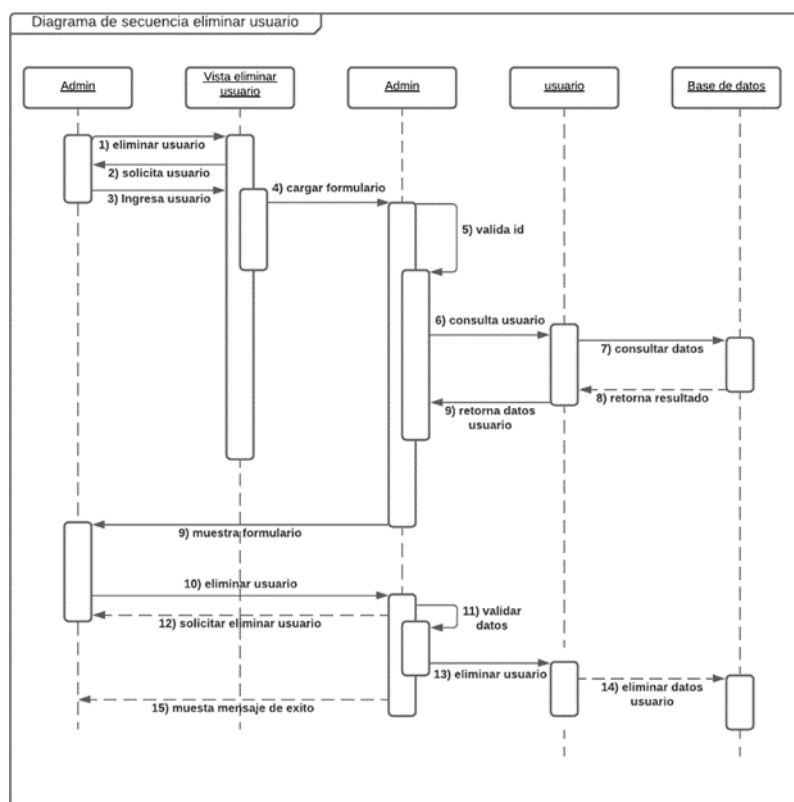 Diagrama de secuencia eliminar usuario
Admin
Vista eliminar
usuario
Admin
usuario
Base de datos
1) eliminar usuario
2) solicita usuario
3) Ingresa usuario
4) cargar formulario
5) valida id
6) consulta usuario
7) consultar datos
8) retorna resultado
9) retorna datos
usuario
9) muestra formulario
10) eliminar usuario
11) validar
datos
12) solicitar eliminar usuario
13) eliminar usuario
14) eliminar datos
usuario
15) muesta mensaje de exito